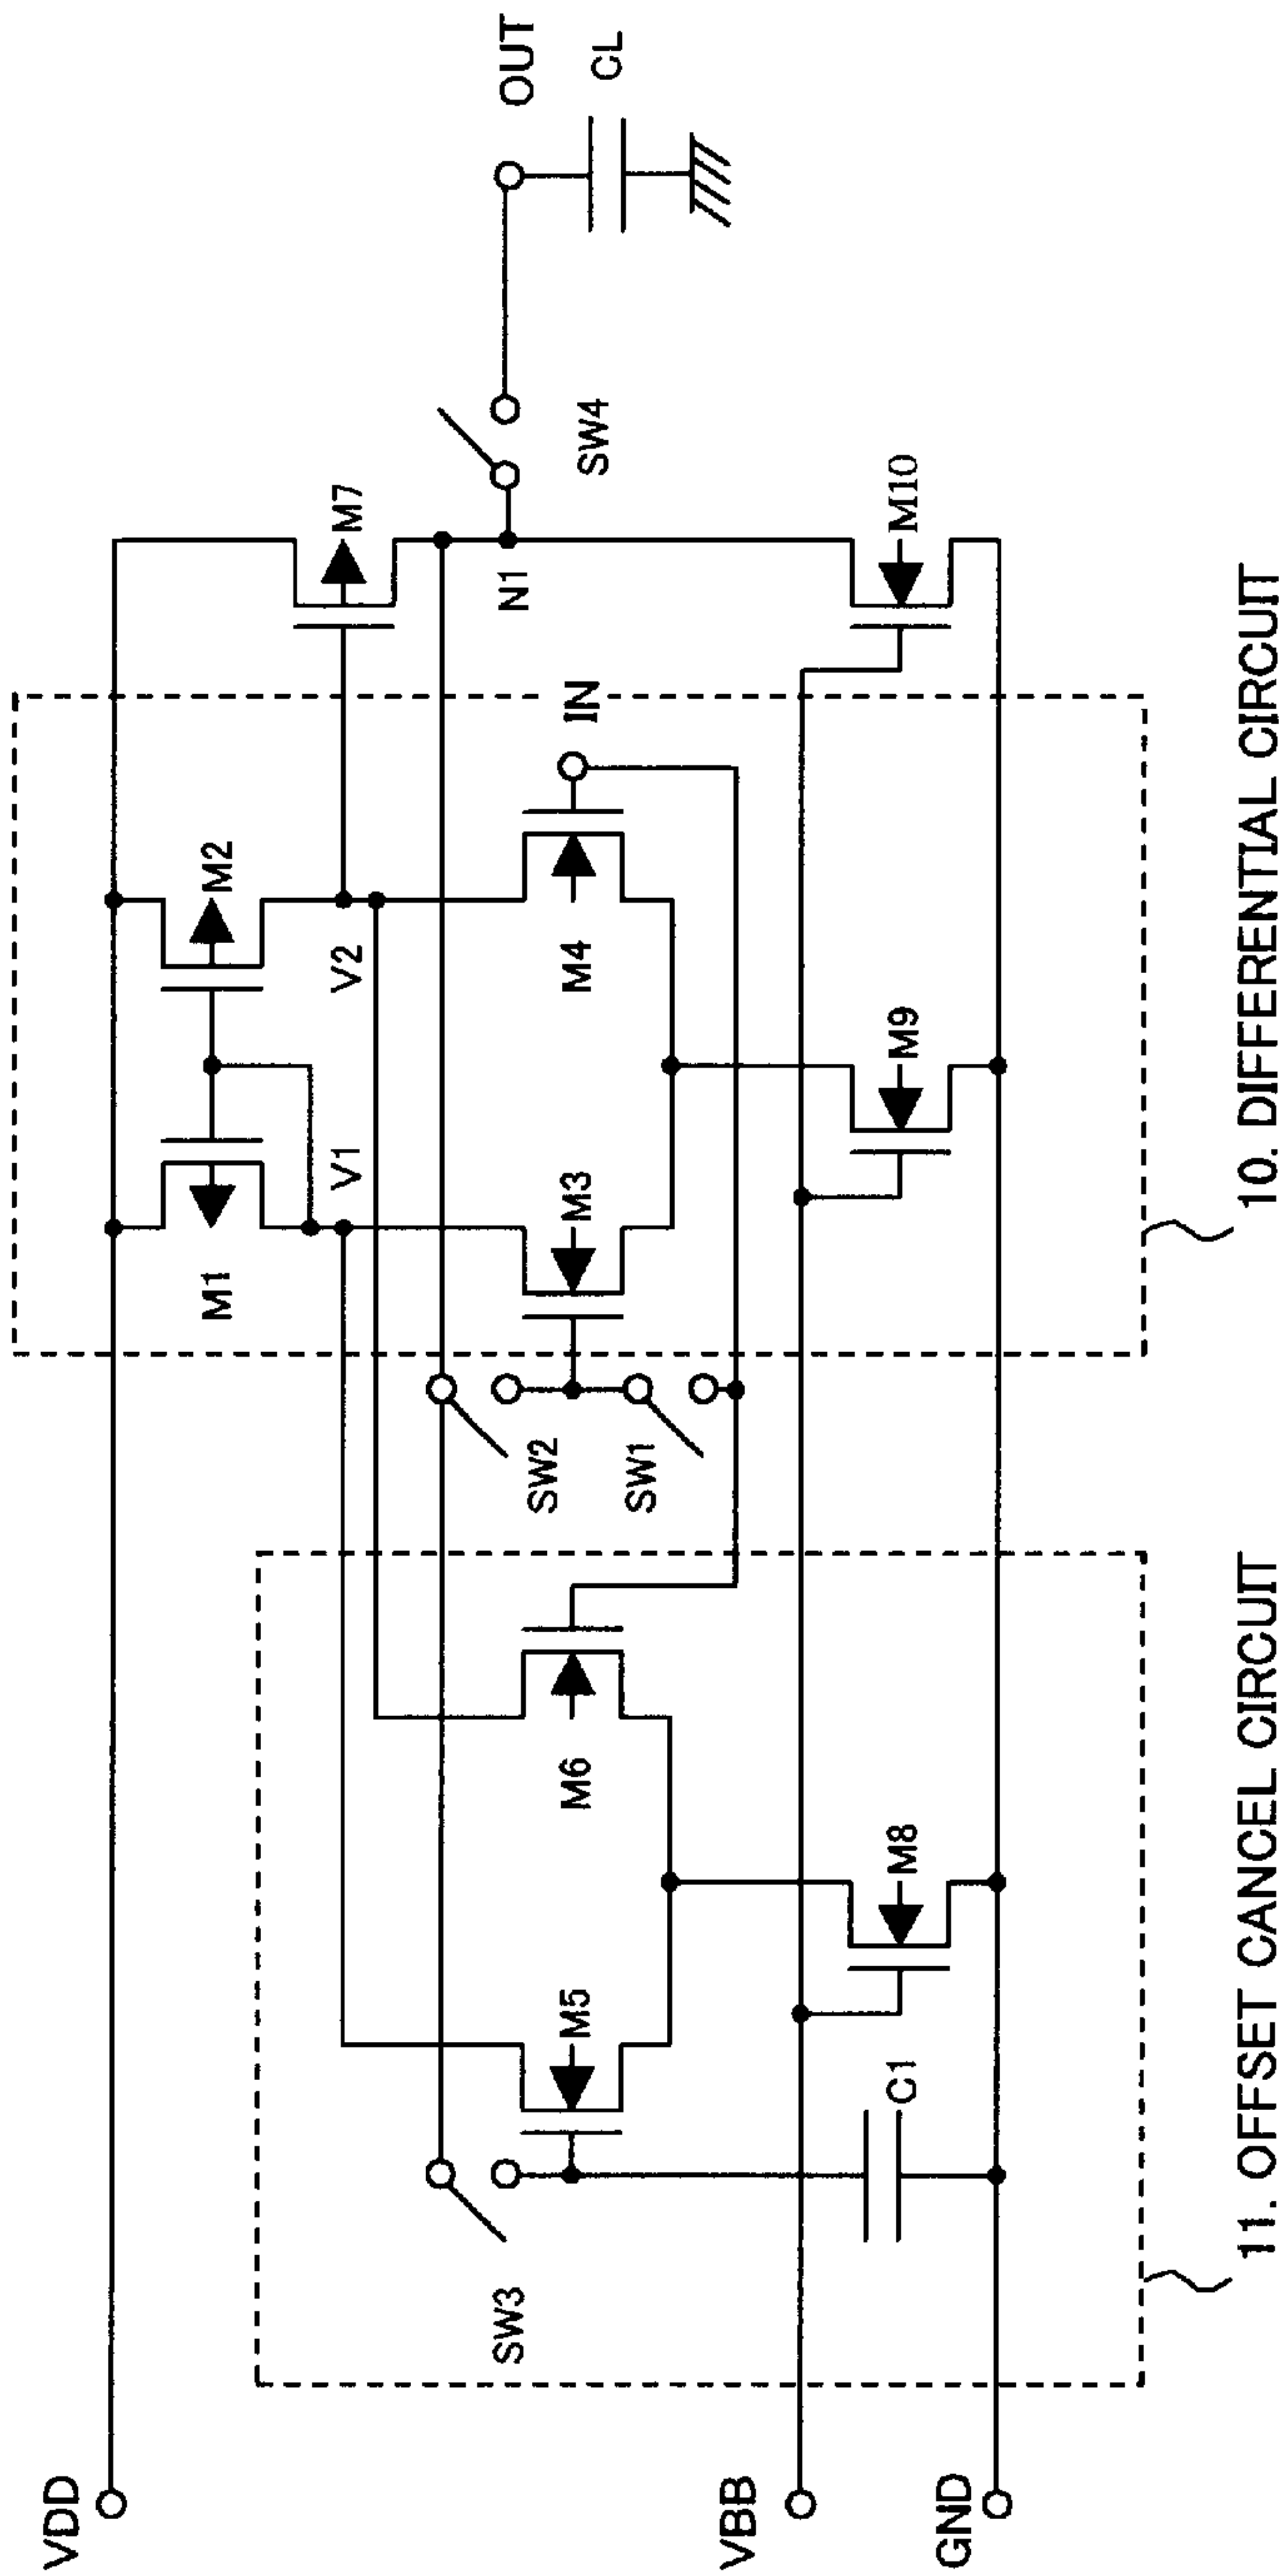 VDD
M1
M2
V1
V2
M7
M3
M4
IN
N1
SW4
OUT
CL
SW2
SW1
SW3
M5
M6
C1
M8
M9
M10
VBB
GND
11. OFFSET CANCEL CIRCUIT
10. DIFFERENTIAL CIRCUIT